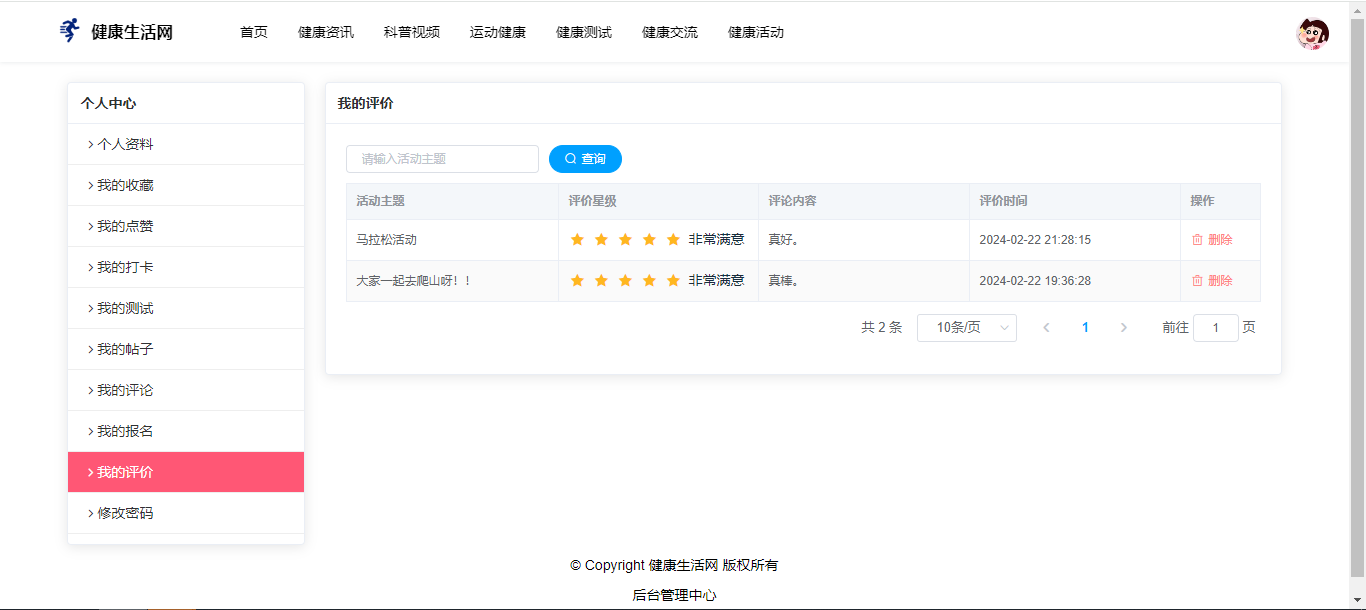 健康生活网 首页 健康资讯 科普视频 运动健康 健康测试 健康交流 健康活动
个人中心
> 个人资料
> 我的收藏
> 我的点赞
> 我的打卡
> 我的测试
> 我的帖子
> 我的评论
> 我的报名
> 我的评价
> 修改密码
我的评价
请输入活动主题 查询
活动主题 评价星级 评论内容 评价时间 操作
马拉松活动 非常满意 真好。 2024-02-22 21:28:15 删除
大家一起去爬山呀！！ 非常满意 真棒。 2024-02-22 19:36:28 删除
共 2 条 10条/页 < 1 > 前往 1 页
© Copyright 健康生活网 版权所有
后台管理中心